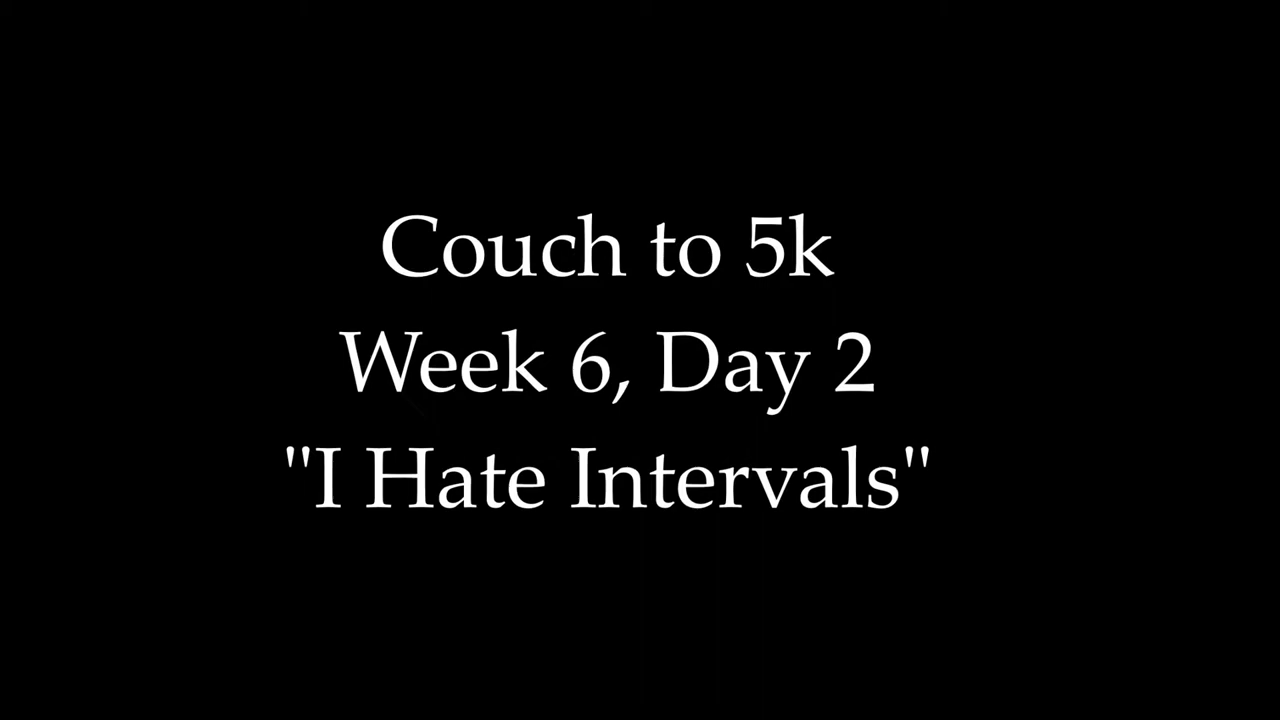 Couch to 5k
Week 6, Day 2
"I Hate Intervals"